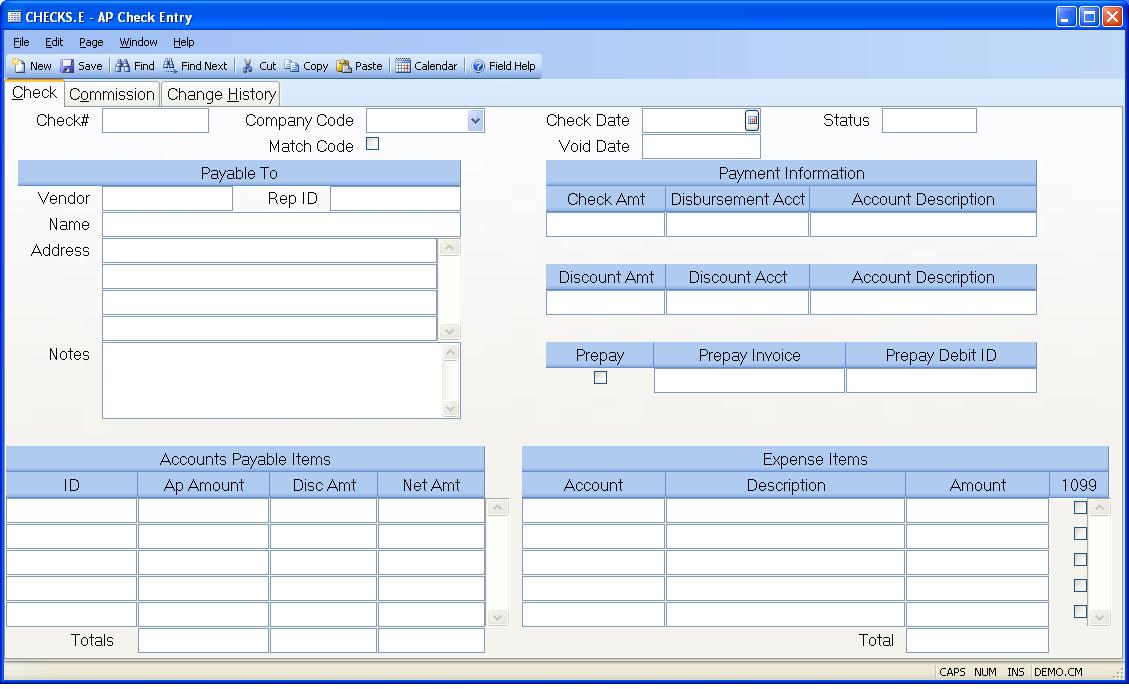 CHECKS.E - AP Check Entry
File Edit Page Window Help
New Save Find Find Next Cut Copy Paste Calendar Field Help
Check Commission Change History
Check# Company Code Check Date Status
Match Code Void Date
Payable To Payment Information
Vendor Rep ID Check Amt Disbursement Acct Account Description
Name
Address
Discount Amt Discount Acct Account Description
Notes Prepay Prepay Invoice Prepay Debit ID
Accounts Payable Items Expense Items
ID Ap Amount Disc Amt Net Amt Account Description Amount 1099
Totals Total
CAPS NUM INS DEMO.CM